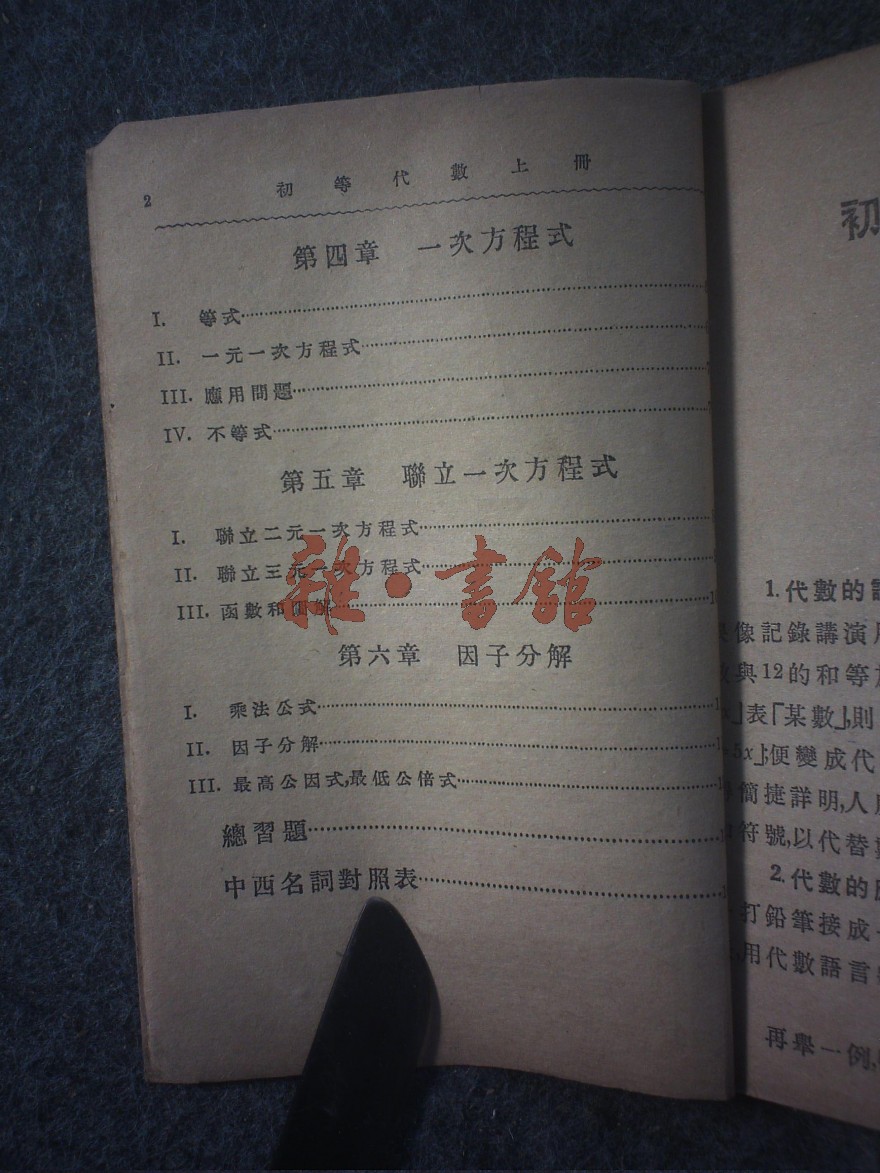 2 初等代數上冊
第四章 一次方程式
I. 等式
II. 一元一次方程式
III. 應用問題
IV. 不等式
第五章 聯立一次方程式
I. 聯立二元一次方程式
II. 聯立三元一次方程式
III. 函數和圖解
第六章 因子分解
I. 乘法公式
II. 因子分解
III. 最高公因式,最低公倍式
總習題
中西名詞對照表
雜·書館
初
1. 代數的
像記錄講演
與12的和等於
」表「某數」,則
5x」,便變成代
簡捷詳明,人
符號,以代替
2. 代數的
打鉛筆接成
用代數語言
再舉一例,